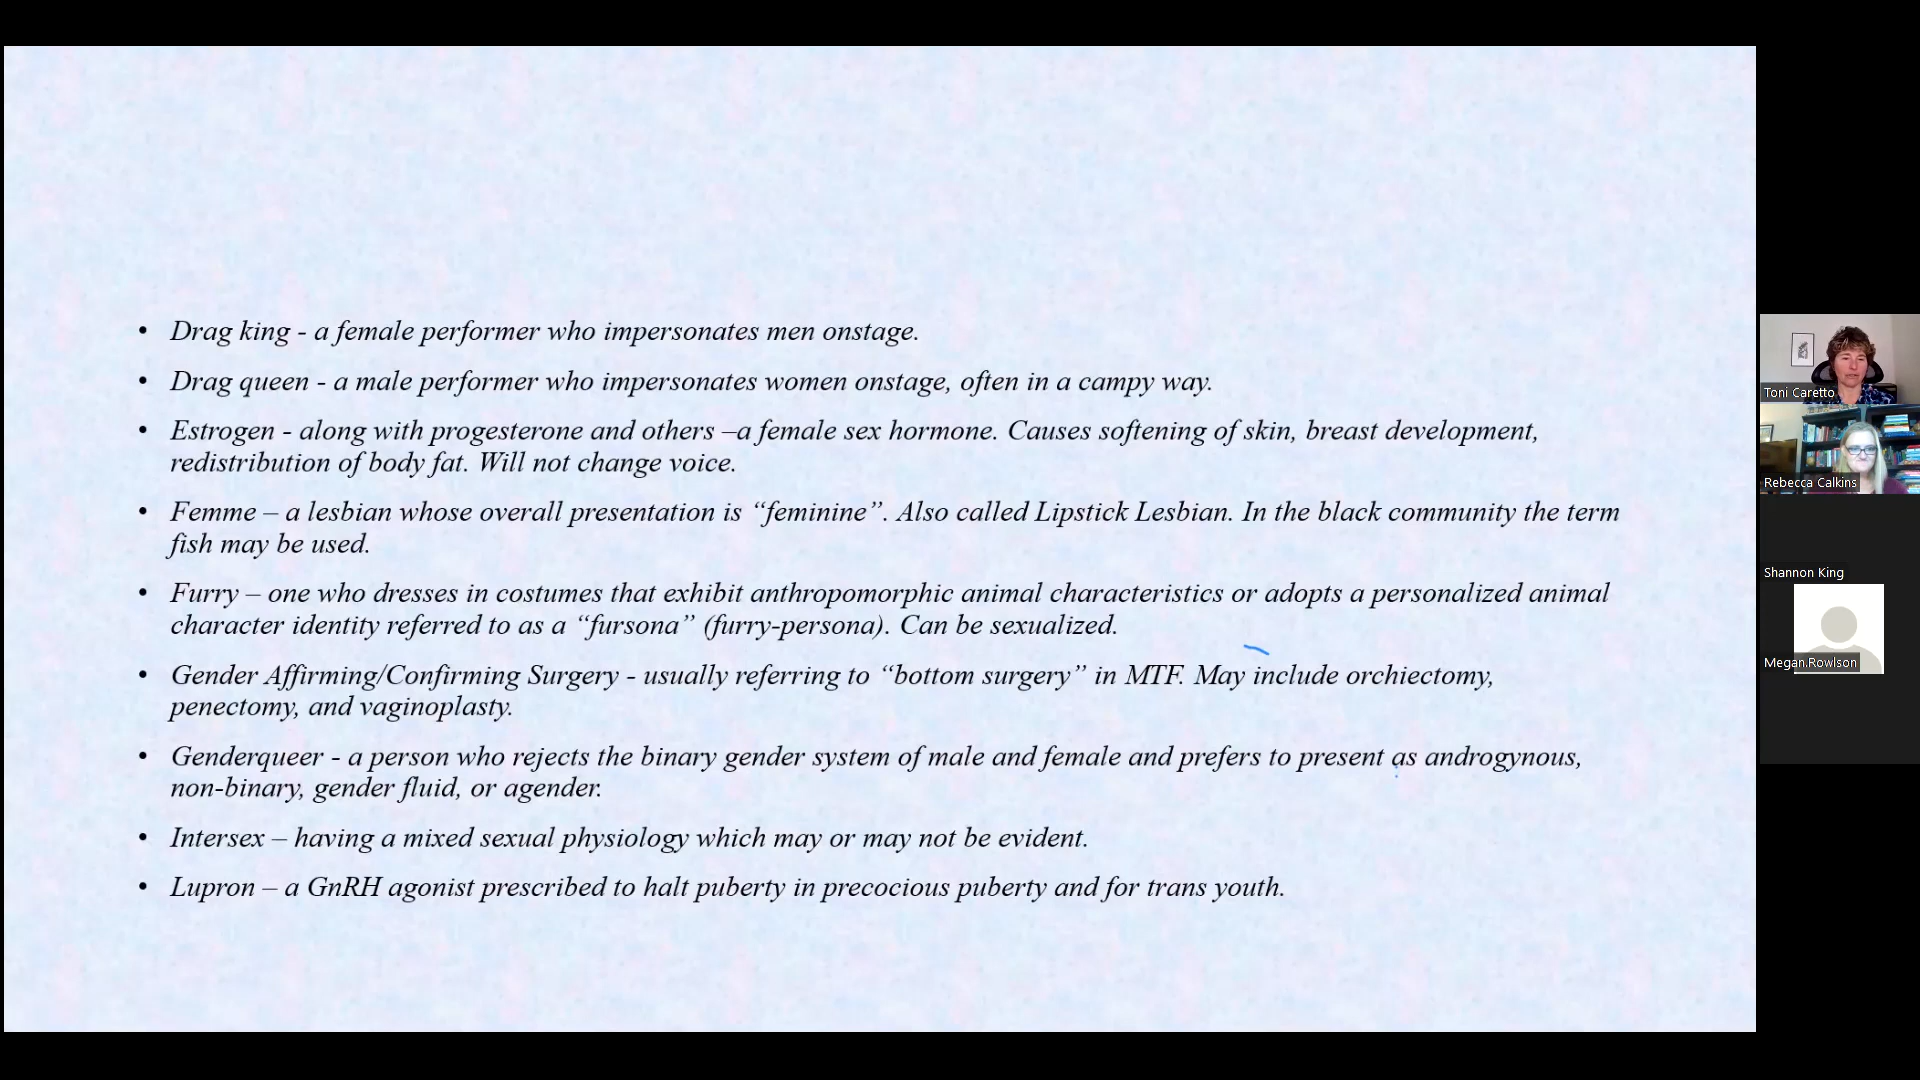 • Drag king - a female performer who impersonates men onstage.
• Drag queen - a male performer who impersonates women onstage, often in a campy way.
• Estrogen - along with progesterone and others –a female sex hormone. Causes softening of skin, breast development,
redistribution of body fat. Will not change voice.
• Femme – a lesbian whose overall presentation is “feminine”. Also called Lipstick Lesbian. In the black community the term
fish may be used.
• Furry – one who dresses in costumes that exhibit anthropomorphic animal characteristics or adopts a personalized animal
character identity referred to as a “fursona” (furry-persona). Can be sexualized.
• Gender Affirming/Confirming Surgery - usually referring to “bottom surgery” in MTF. May include orchiectomy,
penectomy, and vaginoplasty.
• Genderqueer - a person who rejects the binary gender system of male and female and prefers to present as androgynous,
non-binary, gender fluid, or agender.
• Intersex – having a mixed sexual physiology which may or may not be evident.
• Lupron – a GnRH agonist prescribed to halt puberty in precocious puberty and for trans youth.
Toni Caretto
Rebecca Calkins
Shannon King
Megan.Rowlson